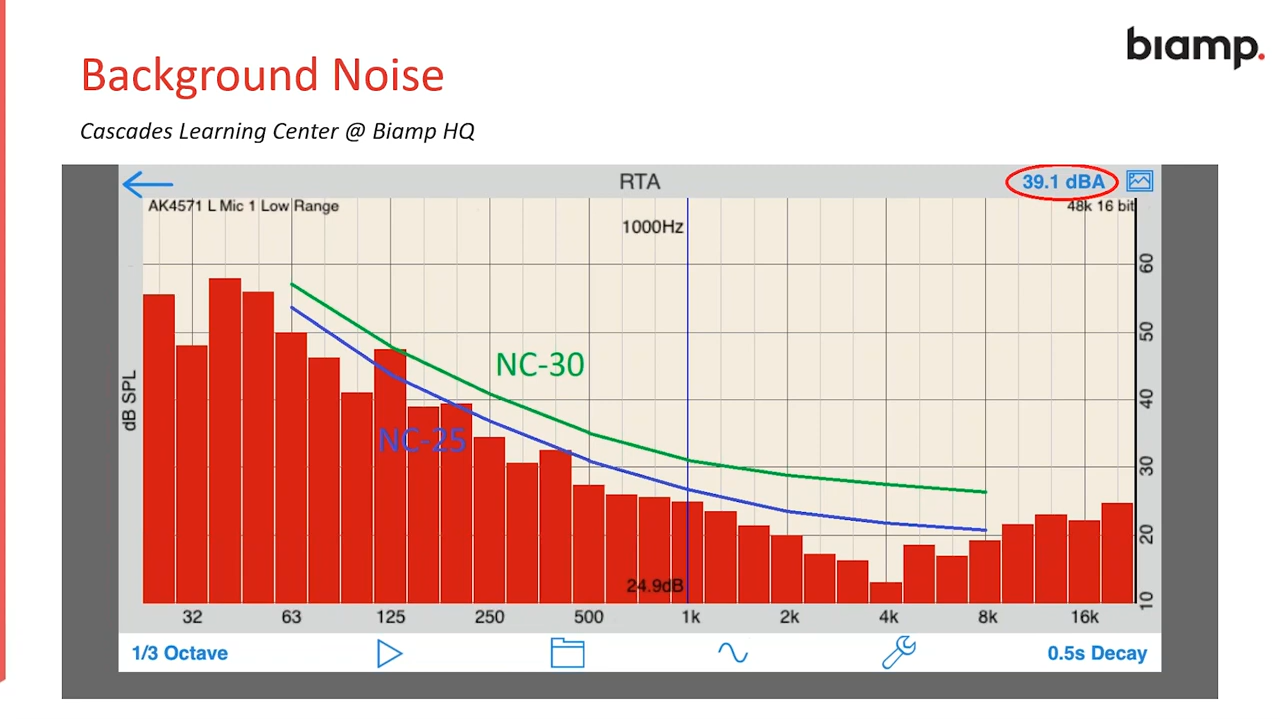 biamp.
Background Noise
Cascades Learning Center @ Biamp HQ
RTA
39.1 dBA
AK4571 L Mic 1 Low Range
48k 16 bit
1000Hz
60
50
40
30
20
10
dB SPL
NC-30
NC-25
24.9dB
32 63 125 250 500 1k 2k 4k 8k 16k
1/3 Octave
0.5s Decay